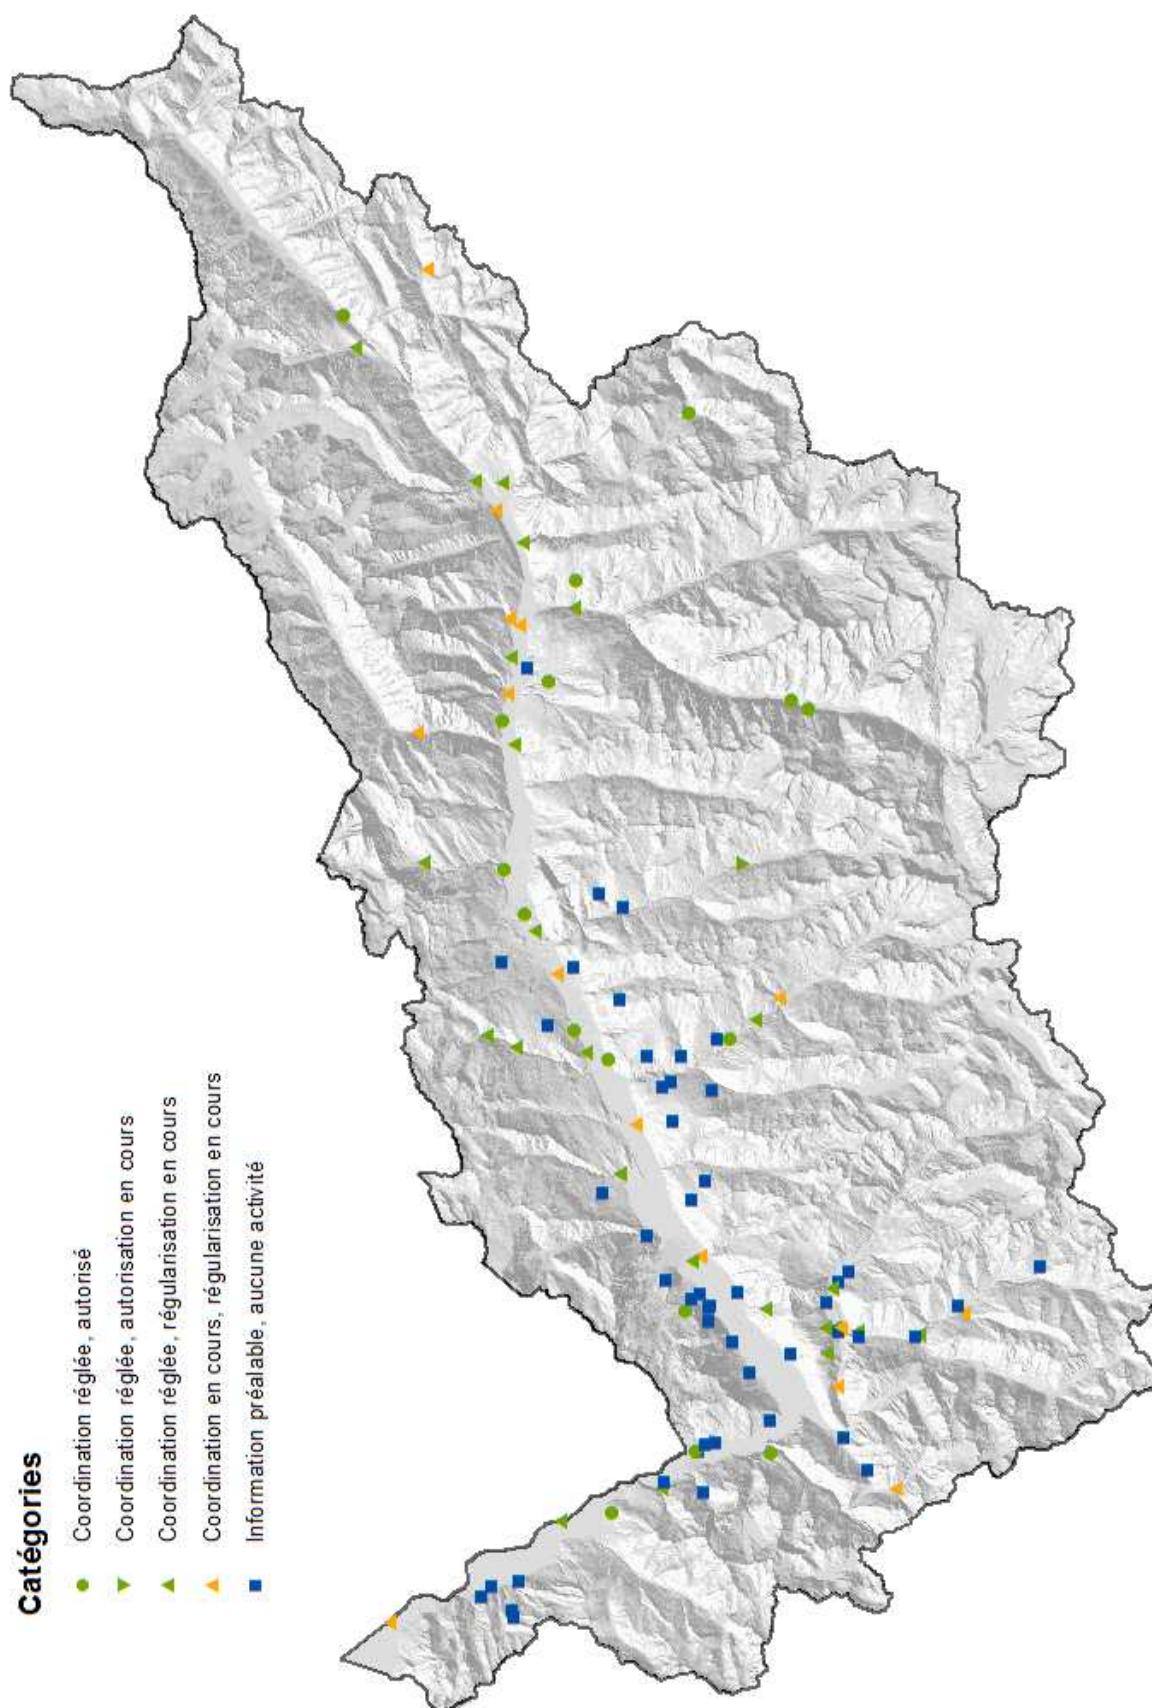 Catégories
Coordination réglée, autorisé
Coordination réglée, autorisation en cours
Coordination réglée, régularisation en cours
Coordination en cours, régularisation en cours
Information préalable, aucune activité